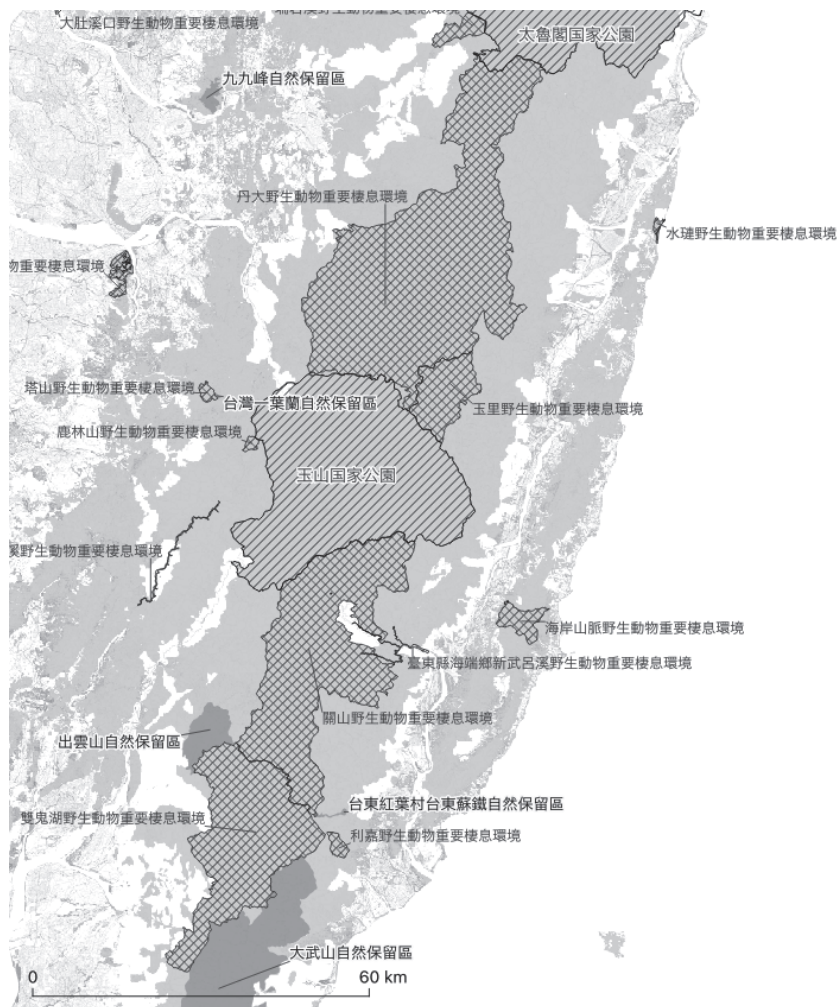 大肚溪口野生動物重要棲息環境
太魯閣国家公園
九九峰自然保留區
丹大野生動物重要棲息環境
水璉野生動物重要棲息環境
物重要棲息環境
塔山野生動物重要棲息環境
台灣一葉蘭自然保留區
玉里野生動物重要棲息環境
鹿林山野生動物重要棲息環境
玉山国家公園
溪野生動物重要棲息環境
海岸山脈野生動物重要棲息環境
臺東縣海端鄉新武呂溪野生動物重要棲息環境
關山野生動物重要棲息環境
出雲山自然保留區
台東紅葉村台東蘇鐵自然保留區
雙鬼湖野生動物重要棲息環境
利嘉野生動物重要棲息環境
大武山自然保留區
0 60 km